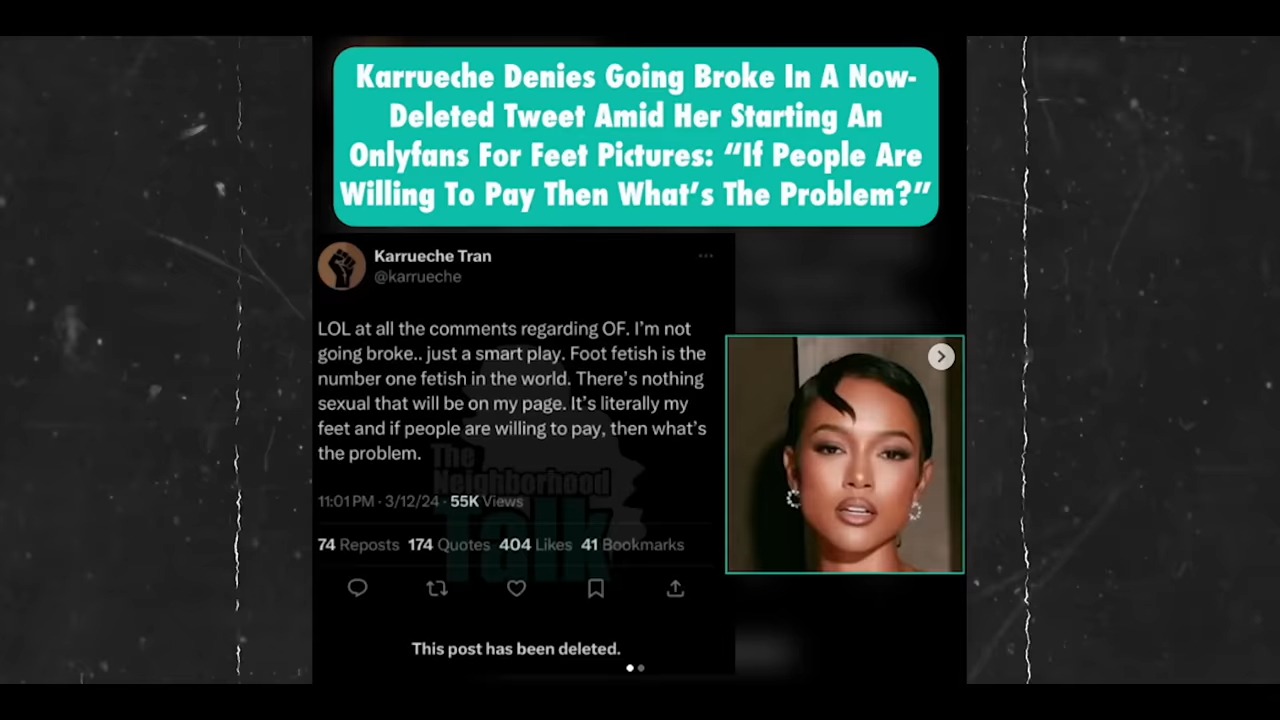 Karrueche Denies Going Broke In A Now-
Deleted Tweet Amid Her Starting An
Onlyfans For Feet Pictures: “If People Are
Willing To Pay Then What’s The Problem?”
Karrueche Tran
@karrueche
LOL at all the comments regarding OF. I’m not
going broke.. just a smart play. Foot fetish is the
number one fetish in the world. There’s nothing
sexual that will be on my page. It’s literally my
feet and if people are willing to pay, then what’s
the problem.
The
Neighborhood
Talk
11:01 PM · 3/12/24 · 55K Views
74 Reposts 174 Quotes 404 Likes 41 Bookmarks
This post has been deleted.